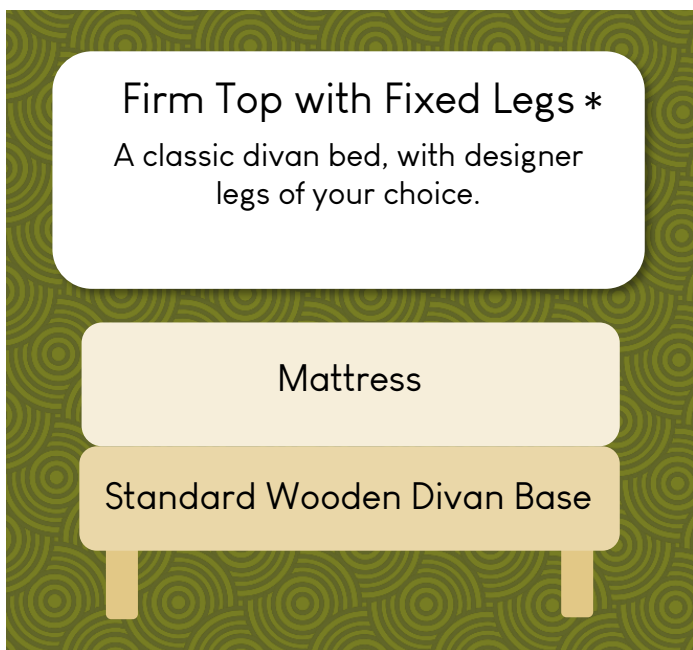 Firm Top with Fixed Legs *
A classic divan bed, with designer
legs of your choice.
Mattress
Standard Wooden Divan Base